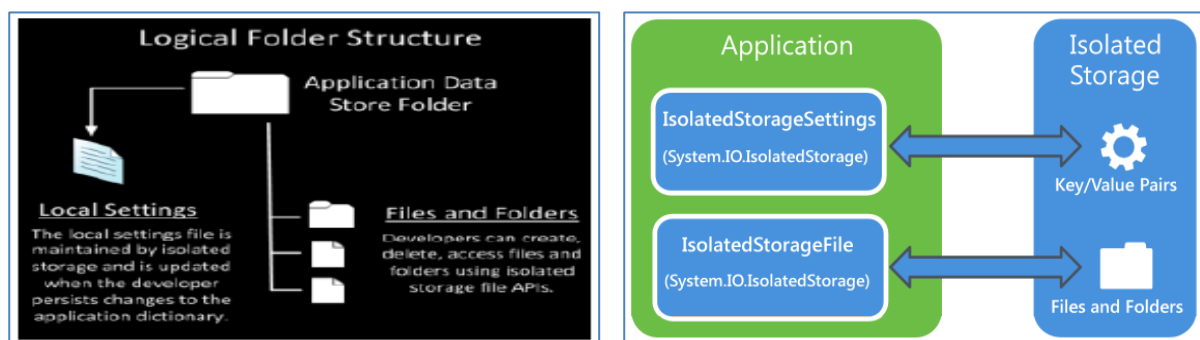 Logical Folder Structure
Application Data
Store Folder
Local Settings
The local settings file is
maintained by isolated
storage and is updated
when the developer
persists changes to the
application dictionary.
Files and Folders
Developers can create,
delete, access files and
folders using isolated
storage file APIs.
Application
IsolatedStorageSettings
(System.IO.IsolatedStorage)
IsolatedStorageFile
(System.IO.IsolatedStorage)
Isolated
Storage
Key/Value Pairs
Files and Folders